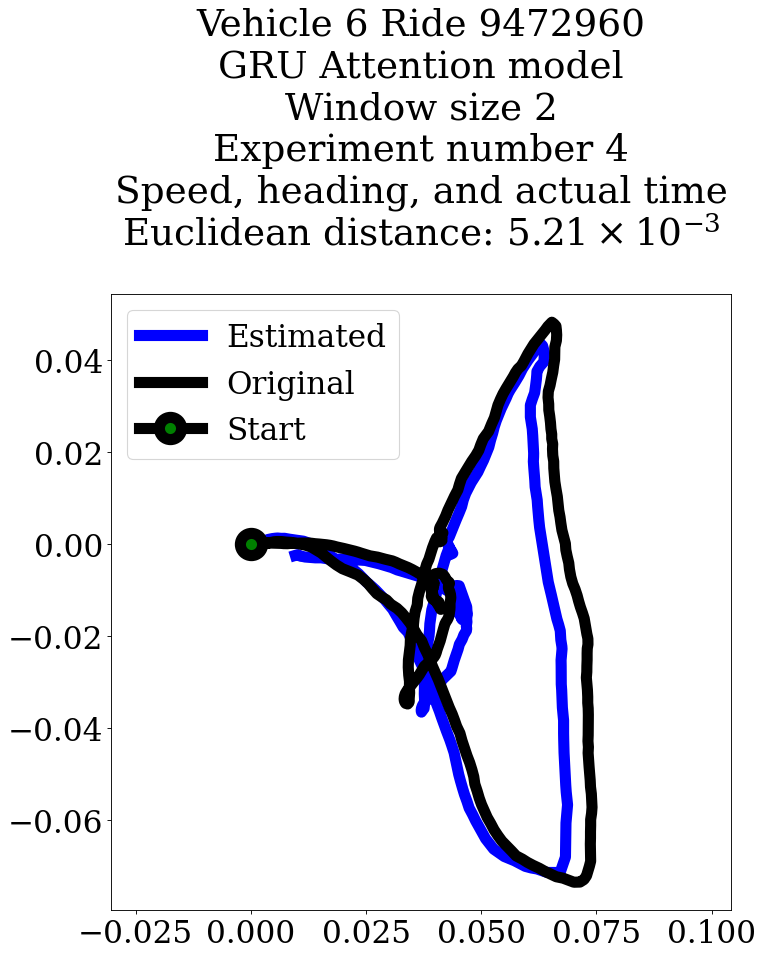 Vehicle 6 Ride 9472960
GRU Attention model
Window size 2
Experiment number 4
Speed, heading, and actual time
Euclidean distance: 5.21 × 10⁻³
Estimated
Original
Start
0.04
0.02
0.00
−0.02
−0.04
−0.06
−0.025 0.000 0.025 0.050 0.075 0.100